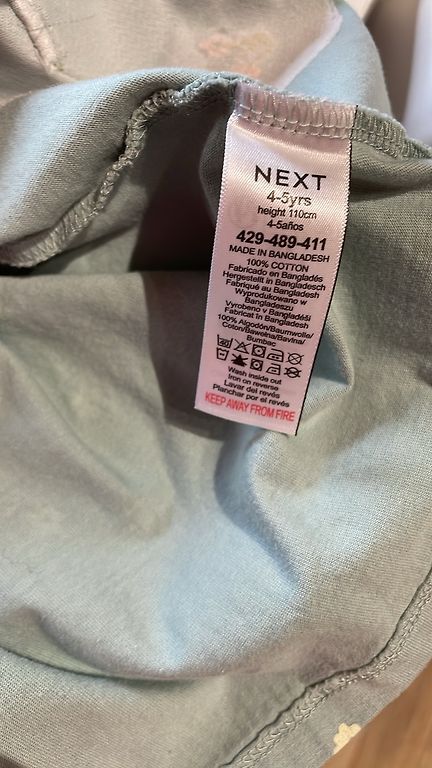 NEXT
4-5yrs
height 110cm
4-5años
429-489-411
MADE IN BANGLADESH
100% COTTON
Fabricado en Bangladés
Hergestellt in Bangladesch
Fabriqué au Bangladesh
Wyprodukowano w
Bangladeszu
Vyrobeno v Bangladéši
Fabricat în Bangladesh
100% Algodón/Baumwolle/
Coton/Bawełna/Bavlna/
Bumbac
40
Wash inside out
Iron on reverse
Lavar del revés
Planchar por el revés
KEEP AWAY FROM FIRE